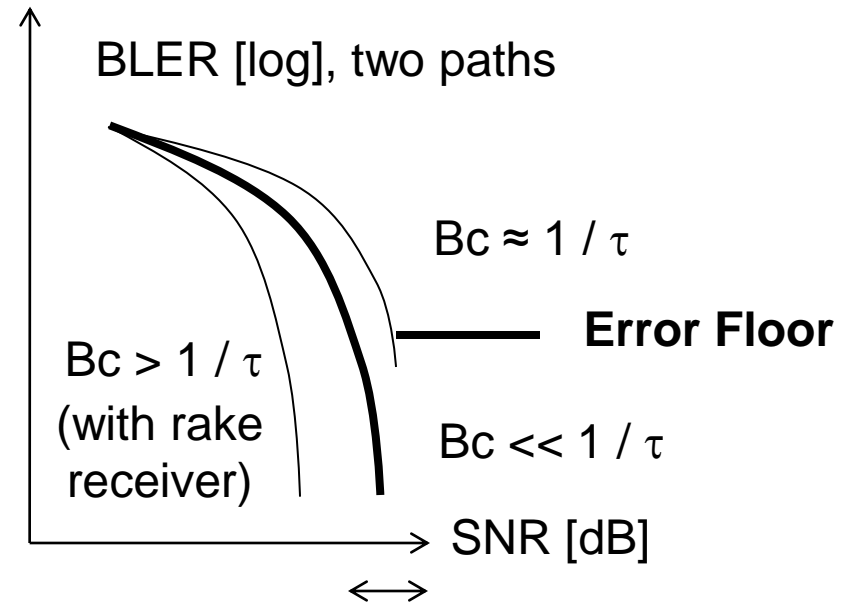 BLER [log], two paths
Bc ≈ 1 / τ
Error Floor
Bc > 1 / τ
(with rake
receiver)
Bc << 1 / τ
SNR [dB]